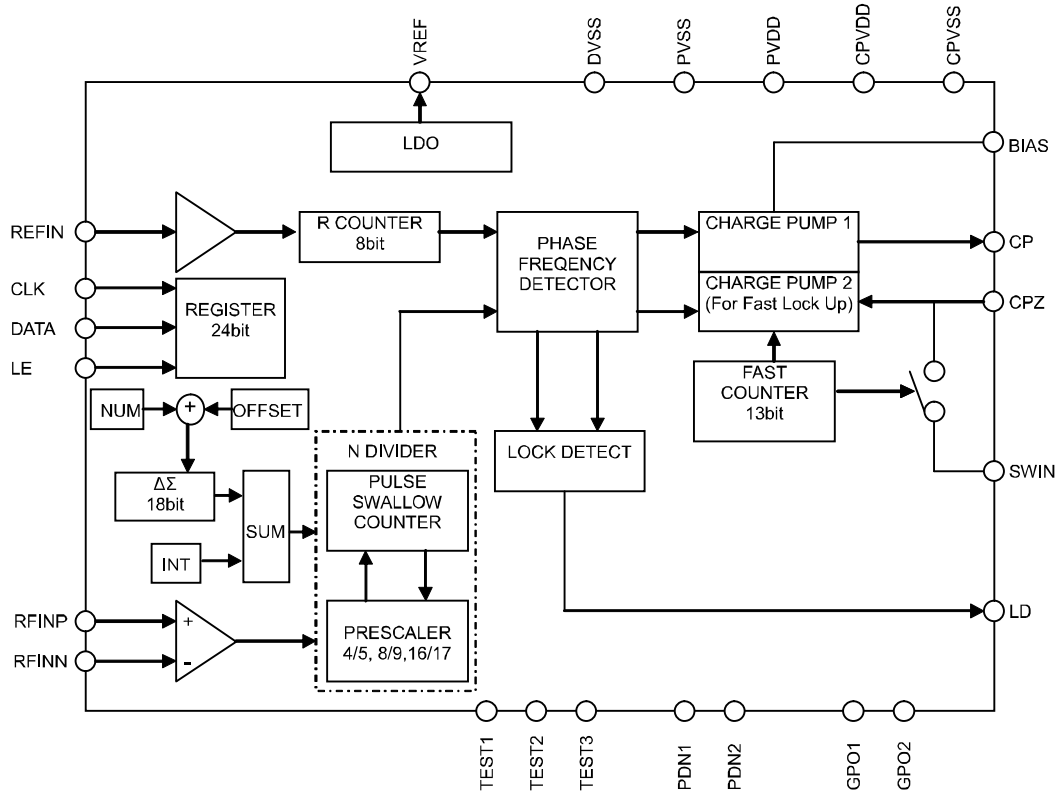 VREF
DVSS
PVSS
PVDD
CPVDD
CPVSS
LDO
BIAS
REFIN
R COUNTER
8bit
PHASE
FREQENCY
DETECTOR
CHARGE PUMP 1
CP
CHARGE PUMP 2
(For Fast Lock Up)
CPZ
CLK
DATA
LE
REGISTER
24bit
FAST
COUNTER
13bit
NUM
+
OFFSET
N DIVIDER
LOCK DETECT
SWIN
ΔΣ
18bit
SUM
INT
PULSE
SWALLOW
COUNTER
RFINP
RFINN
+
-
PRESCALER
4/5, 8/9,16/17
LD
TEST1
TEST2
TEST3
PDN1
PDN2
GPO1
GPO2